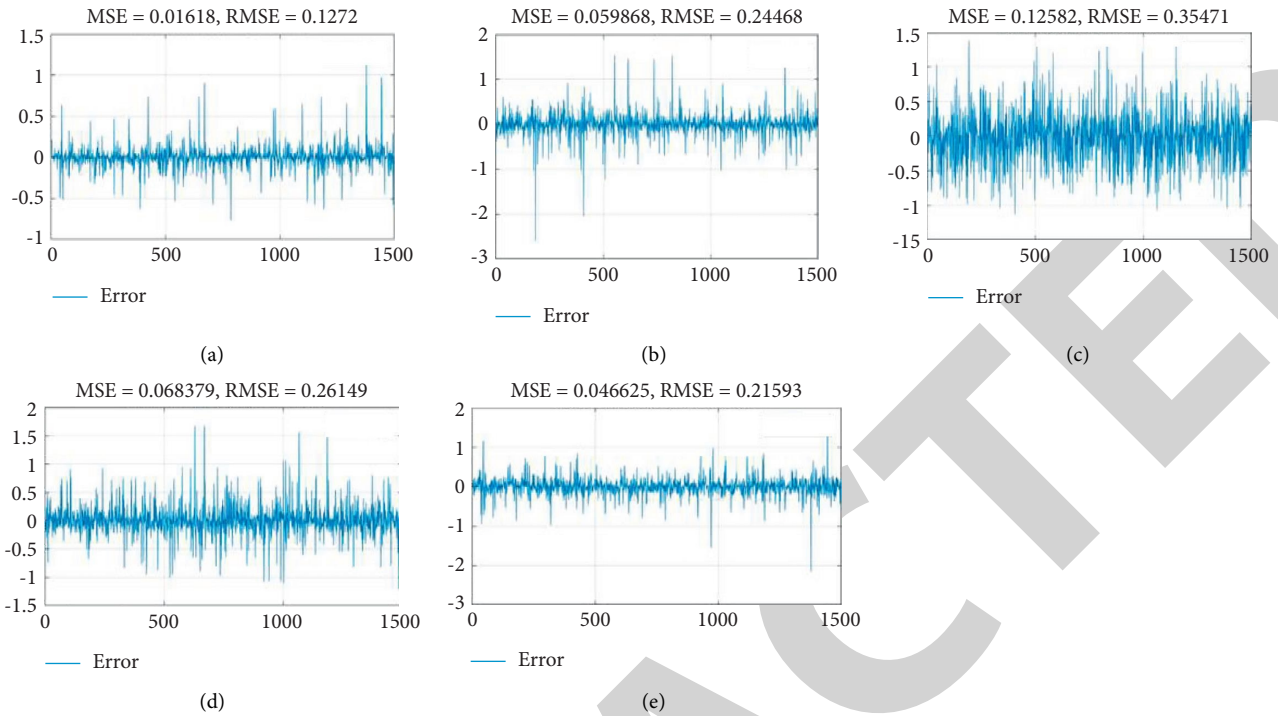 MSE = 0.01618, RMSE = 0.1272
1.5
1
0.5
0
-0.5
-1
0 500 1000 1500
Error
(a)
MSE = 0.059868, RMSE = 0.24468
2
1
0
-1
-2
-3
0 500 1000 1500
Error
(b)
MSE = 0.12582, RMSE = 0.35471
1.5
1
0.5
0
-0.5
-1
-15
0 500 1000 1500
Error
(c)
MSE = 0.068379, RMSE = 0.26149
2
1.5
1
0.5
0
-0.5
-1
-1.5
0 500 1000 1500
Error
(d)
MSE = 0.046625, RMSE = 0.21593
2
1
0
-1
-2
-3
0 500 1000 1500
Error
(e)
ACTE